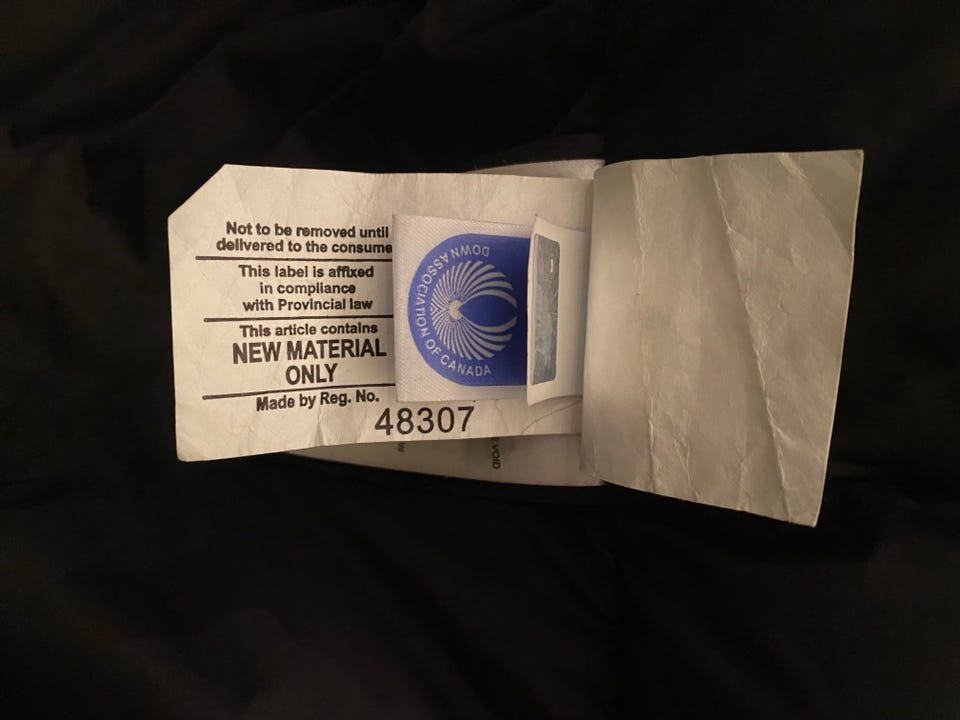 Not to be removed until
delivered to the consume
This label is affixed
in compliance
with Provincial law
This article contains
NEW MATERIAL
ONLY
Made by Reg. No.
48307
DOWN ASSOCIATION OF CANADA
VOID